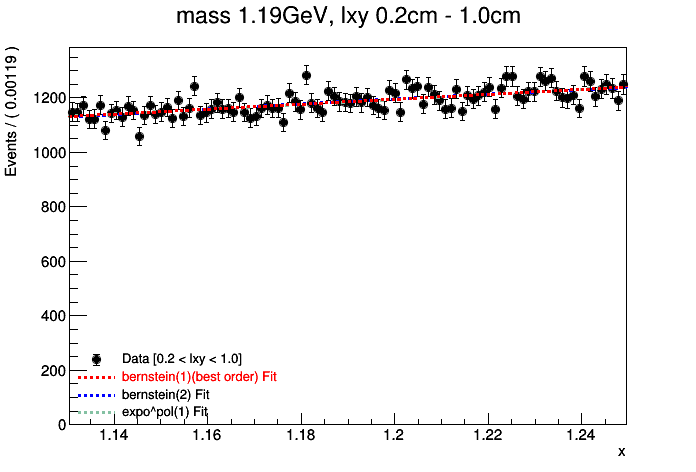 mass 1.19GeV, lxy 0.2cm - 1.0cm
Events / ( 0.00119 )
1200
1000
800
600
400
200
0
Data [0.2 < lxy < 1.0]
bernstein(1)(best order) Fit
bernstein(2) Fit
expo^pol(1) Fit
1.14 1.16 1.18 1.2 1.22 1.24
x